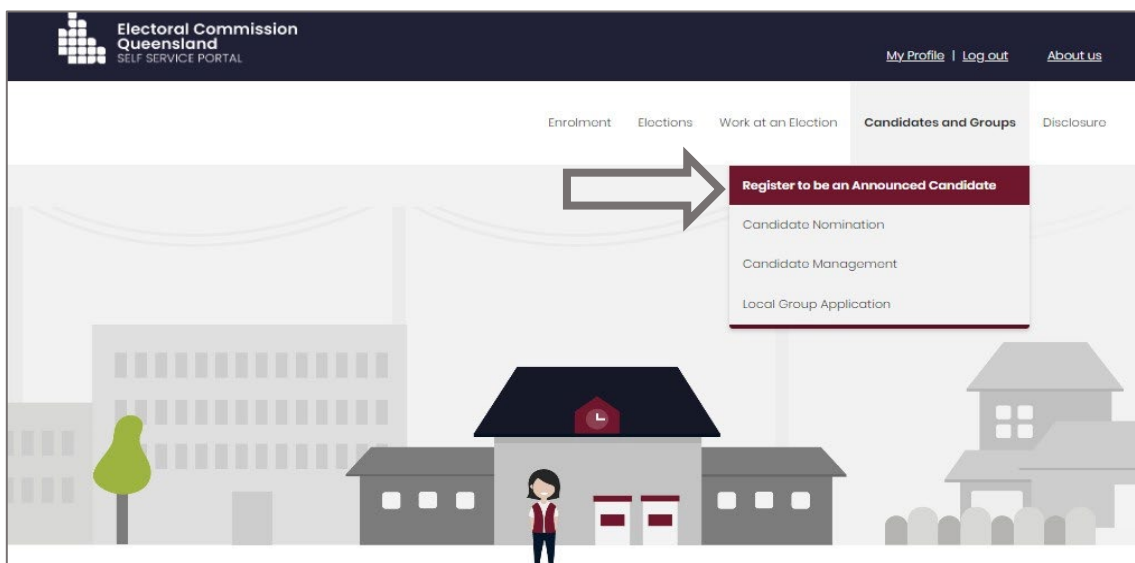 Electoral Commission
Queensland
SELF SERVICE PORTAL
My Profile | Log out About us
Enrolment Elections Work at an Election Candidates and Groups Disclosure
Register to be an Announced Candidate
Candidate Nomination
Candidate Management
Local Group Application